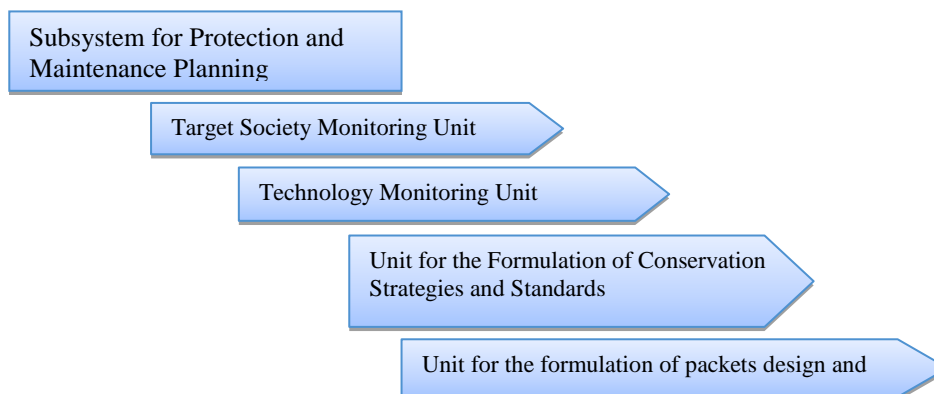 Subsystem for Protection and
Maintenance Planning
Target Society Monitoring Unit
Technology Monitoring Unit
Unit for the Formulation of Conservation
Strategies and Standards
Unit for the formulation of packets design and